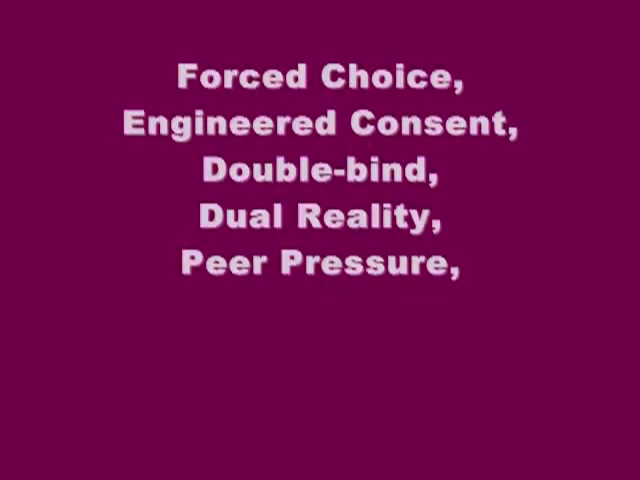 Forced Choice,
Engineered Consent,
Double-bind,
Dual Reality,
Peer Pressure,